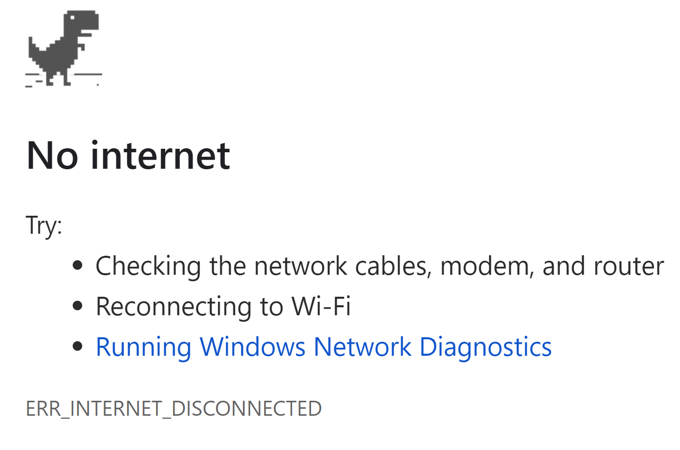 No internet
Try:
• Checking the network cables, modem, and router
• Reconnecting to Wi-Fi
• Running Windows Network Diagnostics
ERR_INTERNET_DISCONNECTED